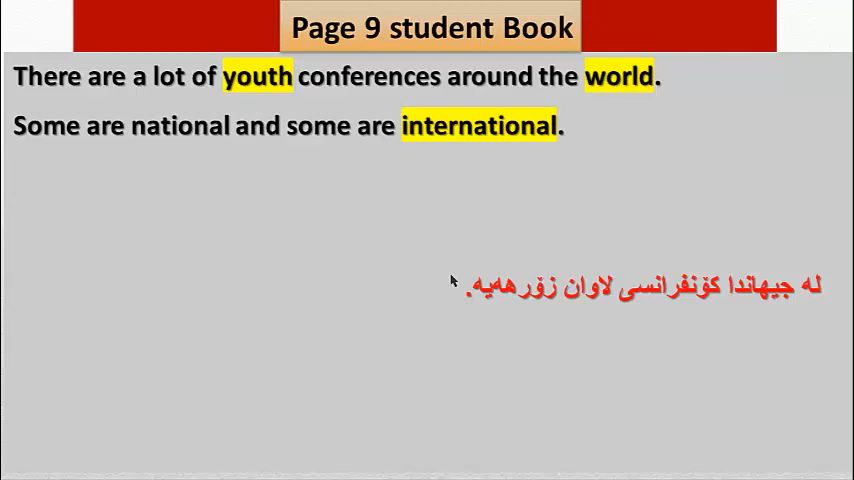 Page 9 student Book
There are a lot of youth conferences around the world.
Some are national and some are international.
لە جیهاندا کۆنفرانسی لاوان زۆرهەیە.